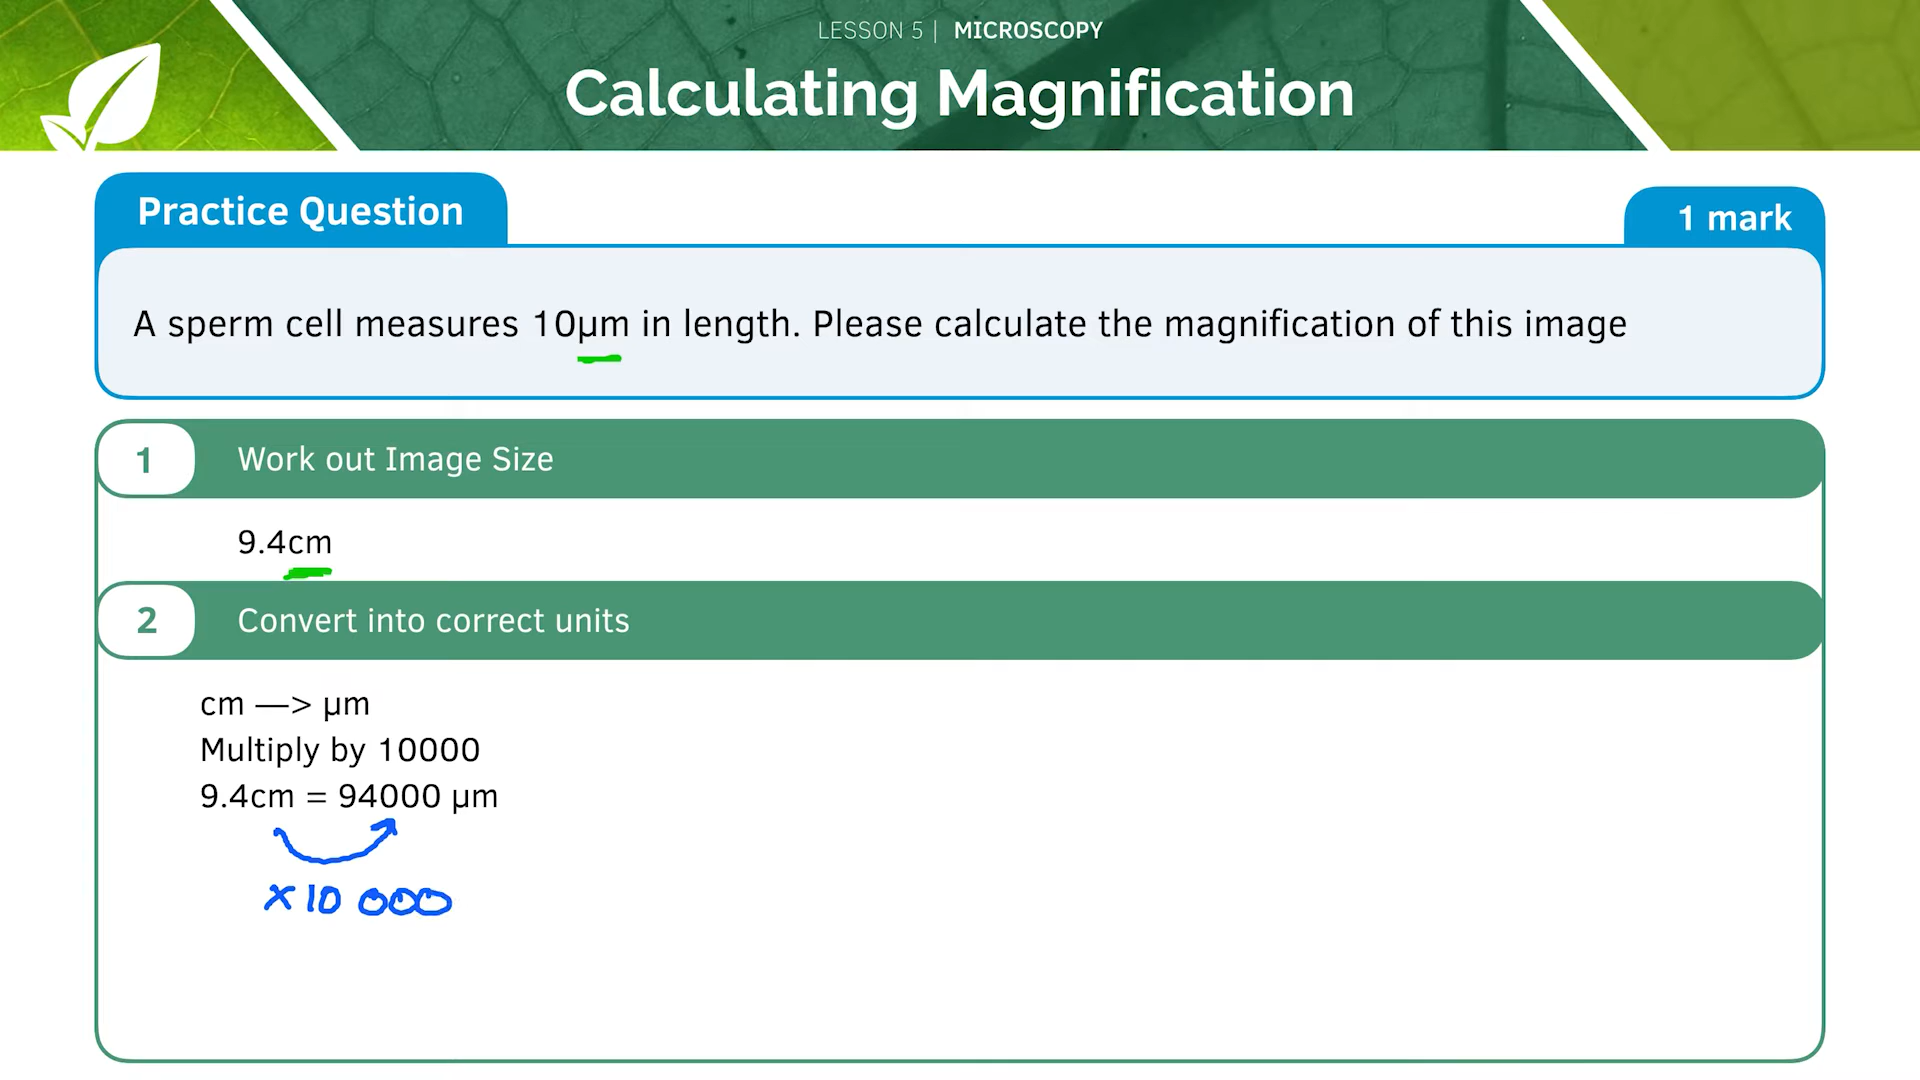 LESSON 5 | MICROSCOPY
Calculating Magnification
Practice Question
1 mark
A sperm cell measures 10µm in length. Please calculate the magnification of this image
1 Work out Image Size
9.4cm
2 Convert into correct units
cm —> µm
Multiply by 10000
9.4cm = 94000 µm
x 10 000